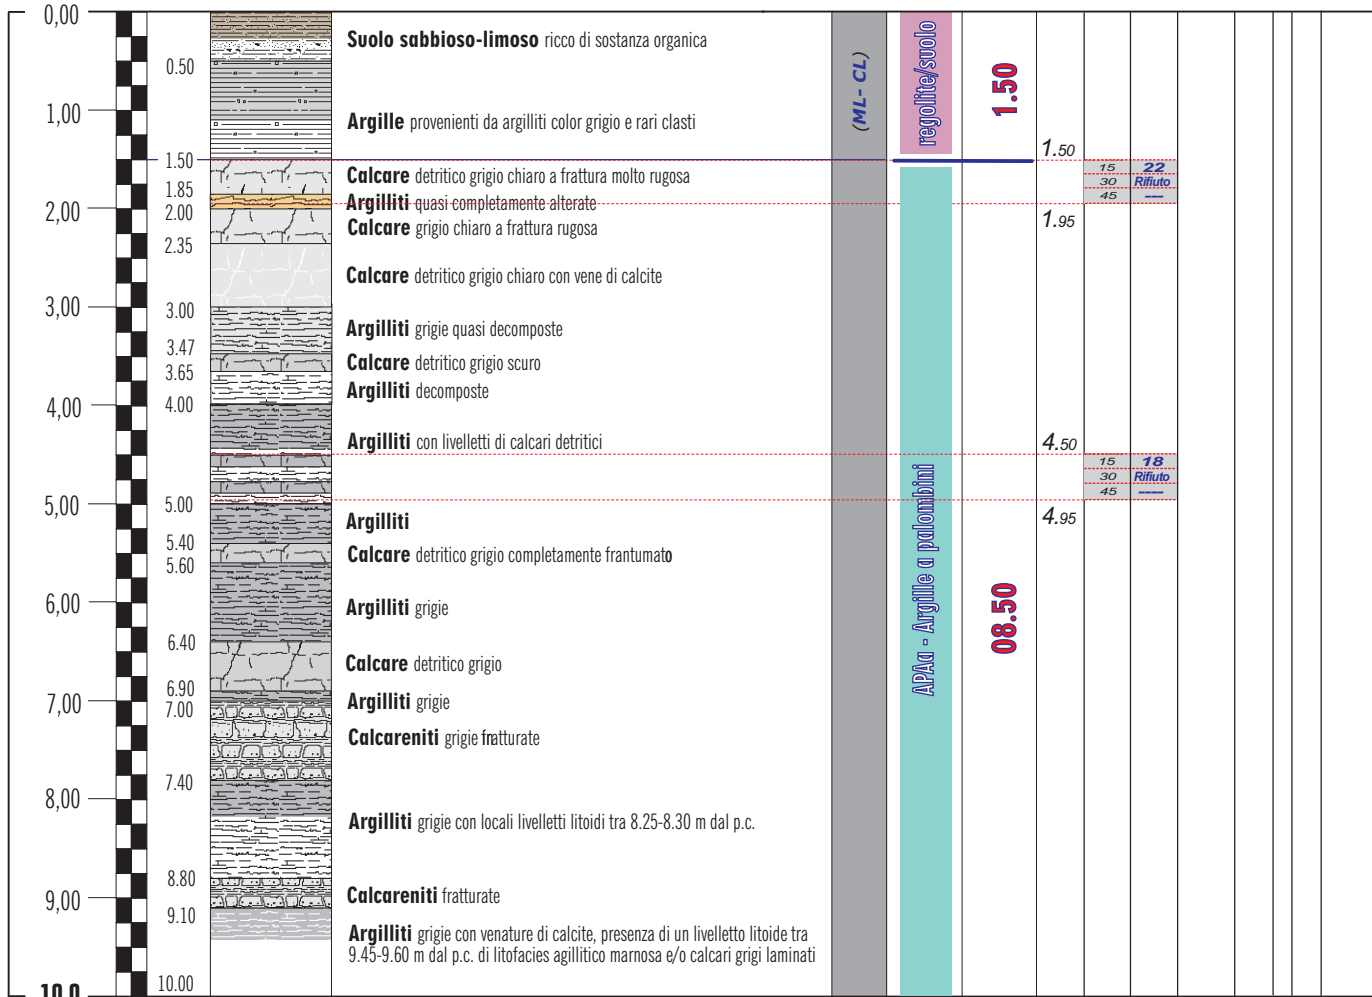 0,00
Suolo sabbioso-limoso ricco di sostanza organica
0.50
1,00
Argille provenienti da argilliti color grigio e rari clasti
(ML- CL)
regolite/suolo
1.50
1.50
1.50
Calcare detritico grigio chiaro a frattura molto rugosa
15 22
30 Rifiuto
45 ---
1.85
Argilliti quasi completamente alterate
2,00
2.00
Calcare grigio chiaro a frattura rugosa
1.95
2.35
Calcare detritico grigio chiaro con vene di calcite
3,00
3.00
Argilliti grigie quasi decomposte
3.47
Calcare detritico grigio scuro
3.65
Argilliti decomposte
4,00
4.00
Argilliti con livelletti di calcari detritici
4.50
15 18
30 Rifiuto
45 ----
5,00
5.00
4.95
Argilliti
5.40
Calcare detritico grigio completamente frantumato
5.60
APAa - Argille a palombini
08.50
6,00
Argilliti grigie
6.40
Calcare detritico grigio
6.90
Argilliti grigie
7,00
7.00
Calcareniti grigie fratturate
7.40
8,00
Argilliti grigie con locali livelletti litoidi tra 8.25-8.30 m dal p.c.
8.80
9,00
Calcareniti fratturate
9.10
Argilliti grigie con venature di calcite, presenza di un livelletto litoide tra
9.45-9.60 m dal p.c. di litofacies agillitico marnosa e/o calcari grigi laminati
10.00
10,0